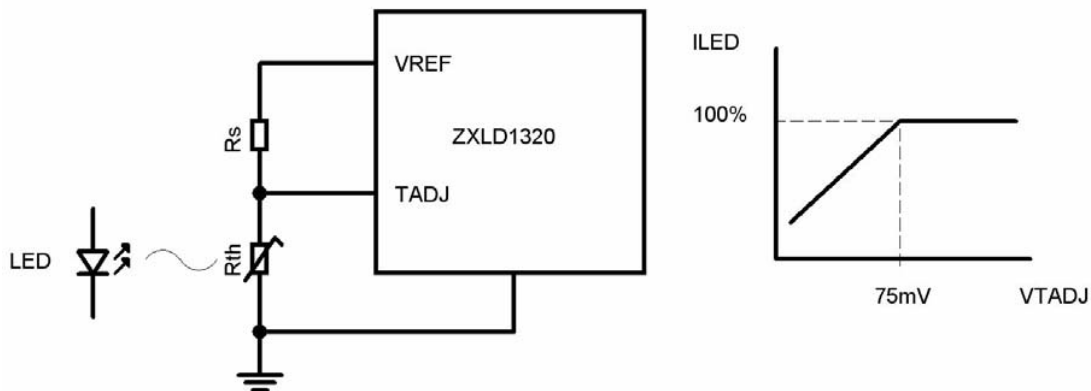 VREF
Rs
ZXLD1320
TADJ
LED
Rth
ILED
100%
75mV
VTADJ